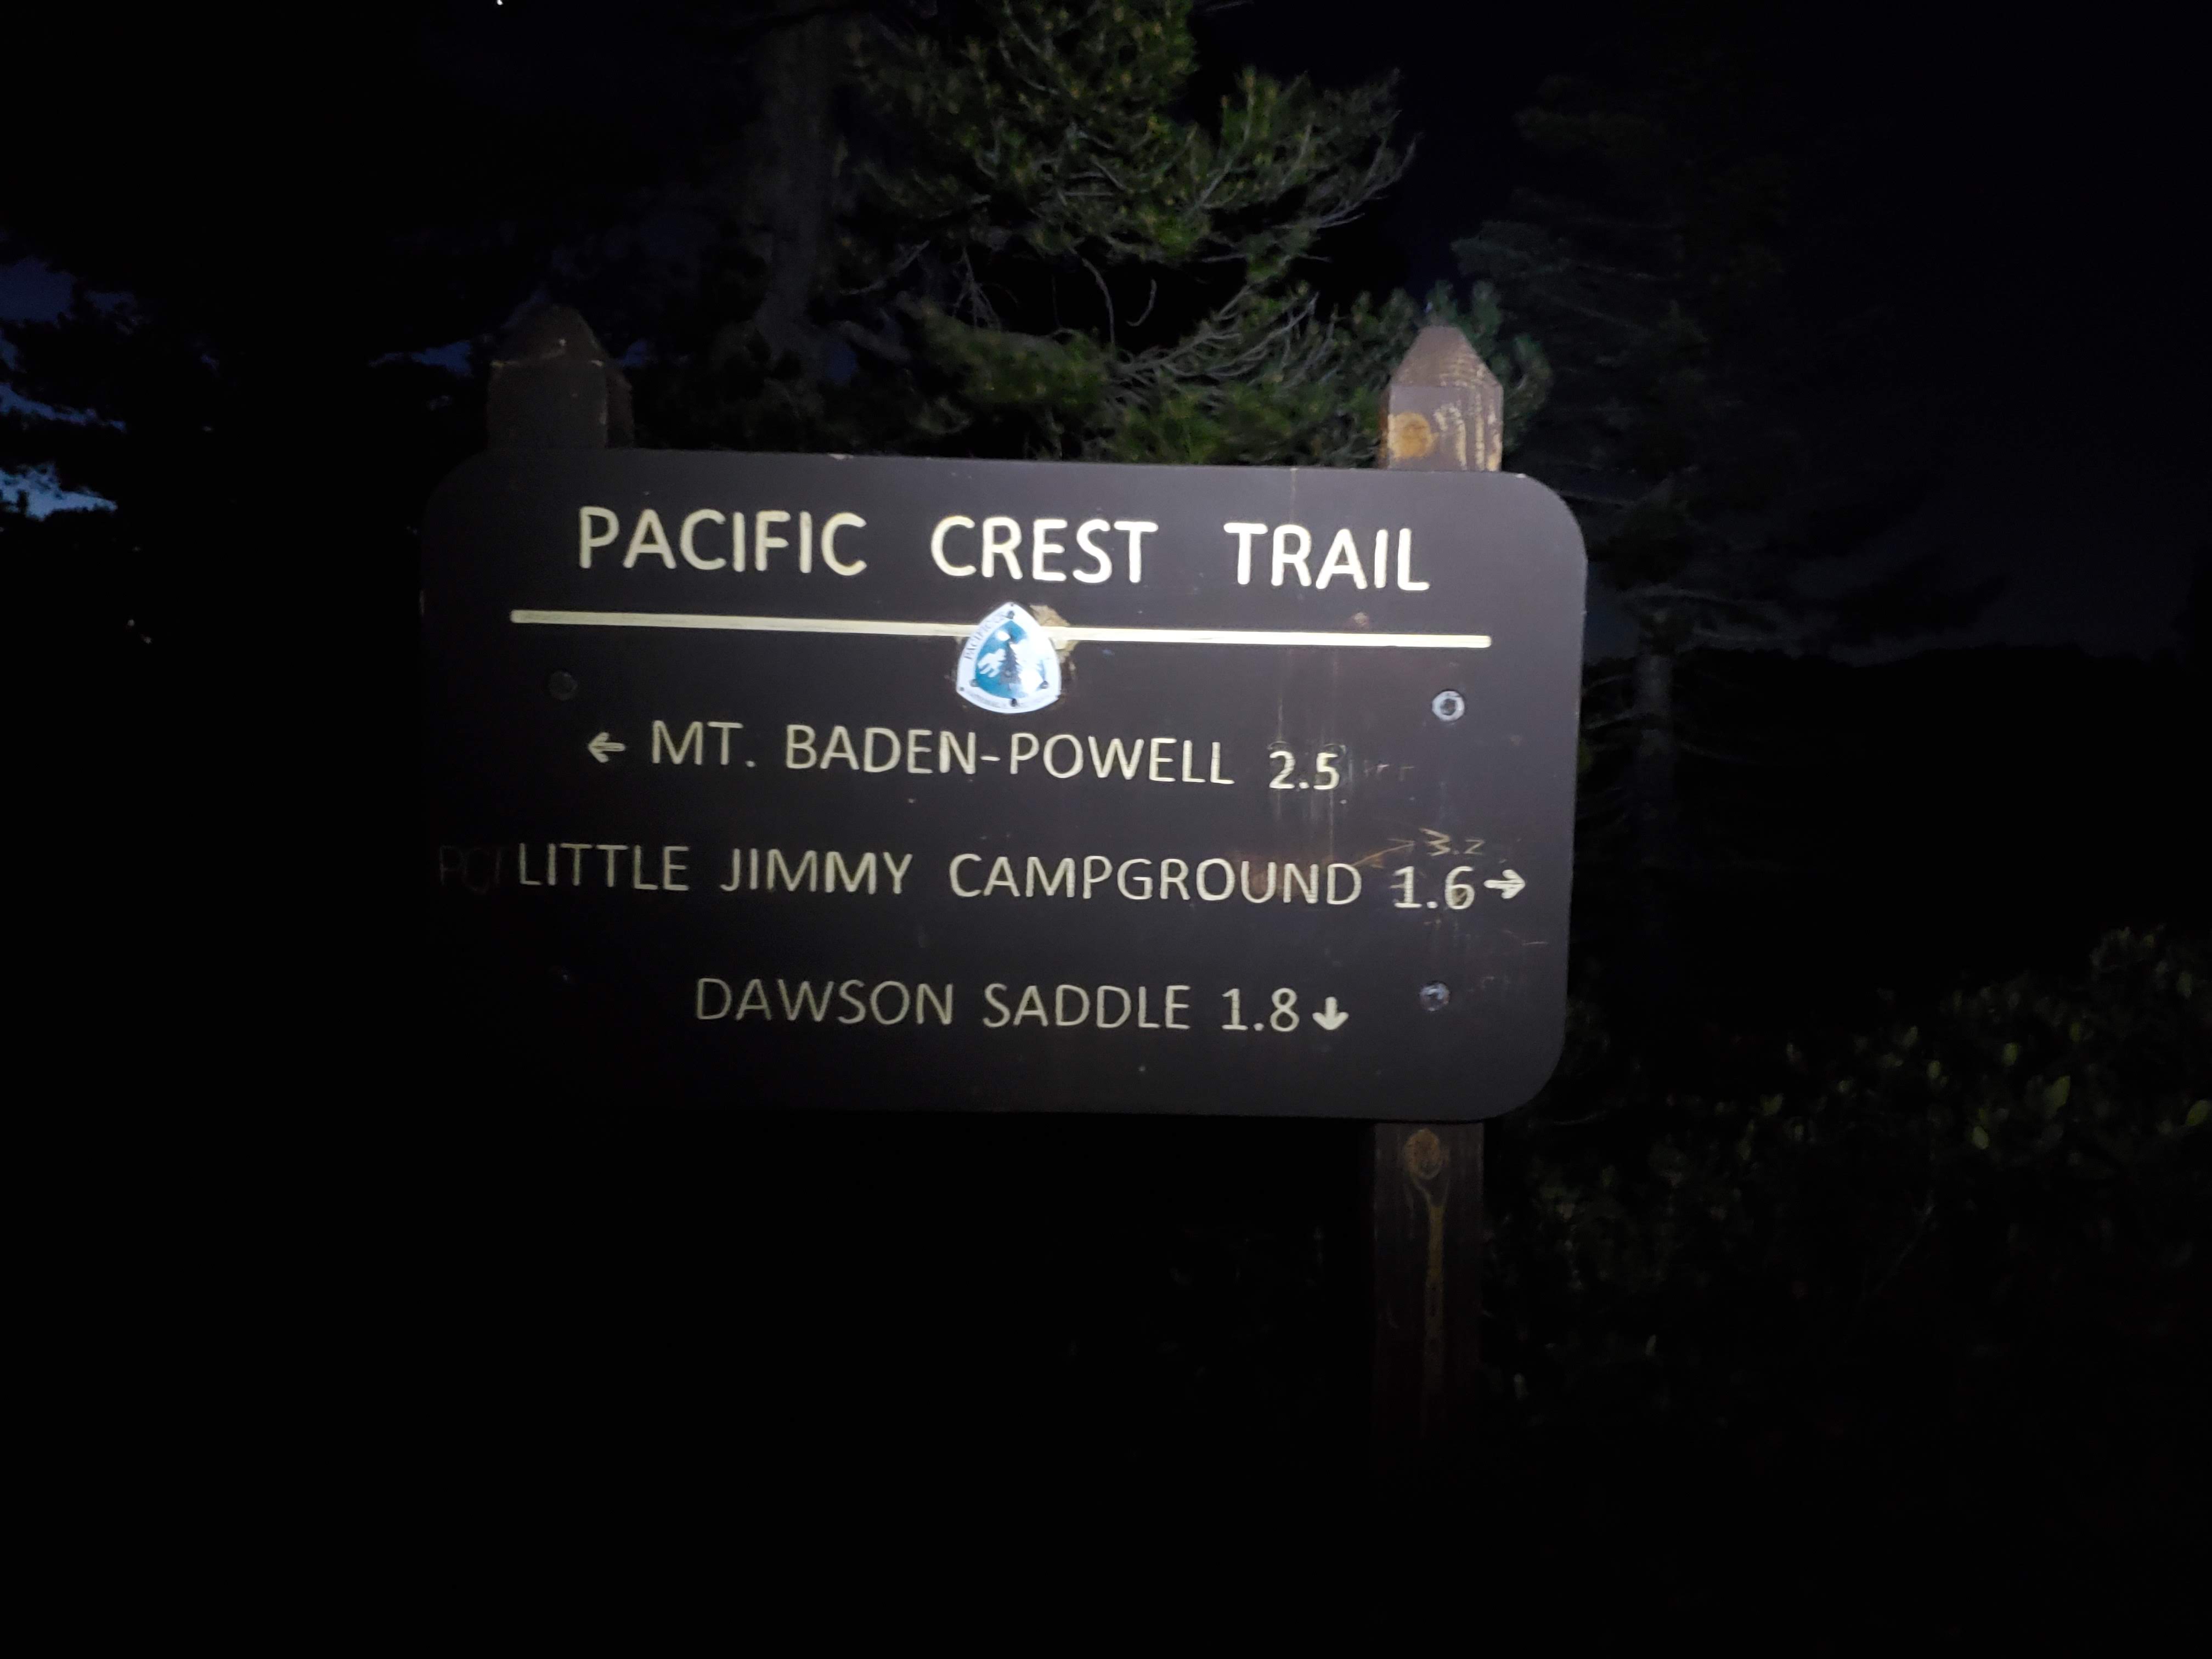 PACIFIC CREST TRAIL
← MT. BADEN-POWELL 2.5
3.2
PCT LITTLE JIMMY CAMPGROUND 1.6 →
DAWSON SADDLE 1.8 ↓